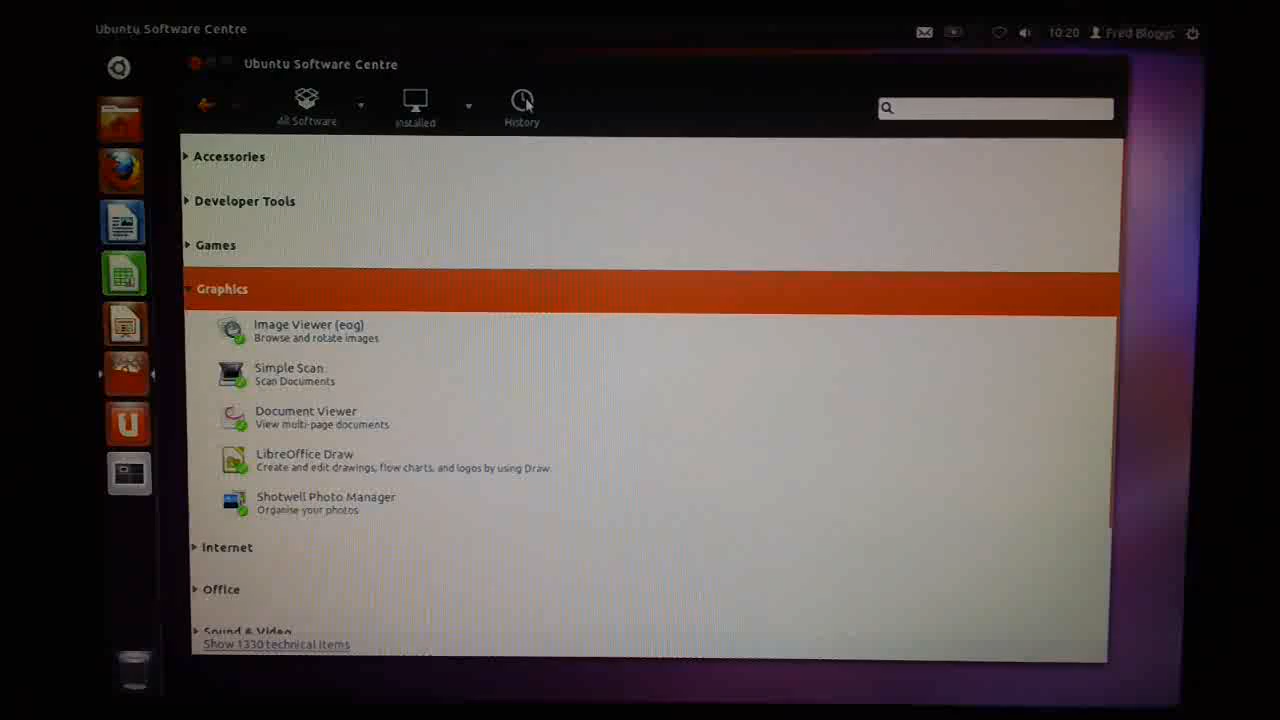 Ubuntu Software Centre
10:20 Fred Bloggs
Ubuntu Software Centre
All Software
Installed
History
Accessories
Developer Tools
Games
Graphics
Image Viewer (eog)
Browse and rotate images
Simple Scan
Scan Documents
Document Viewer
View multi-page documents
LibreOffice Draw
Create and edit drawings, flow charts, and logos by using Draw.
Shotwell Photo Manager
Organise your photos
Internet
Office
Sound & Video
Show 1330 technical items